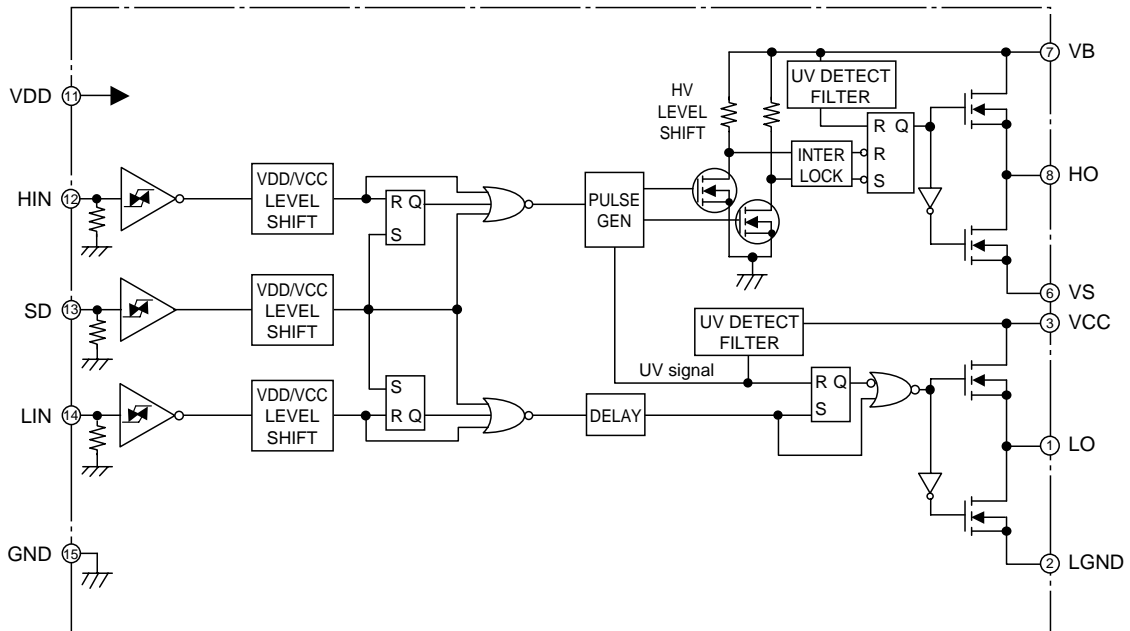 VB
7
UV DETECT
FILTER
VDD
11
HV
LEVEL
SHIFT
R Q
R
S
INTER
LOCK
HIN
12
VDD/VCC
LEVEL
SHIFT
R Q
S
PULSE
GEN
8
HO
SD
13
VDD/VCC
LEVEL
SHIFT
6
VS
3
VCC
UV DETECT
FILTER
UV signal
LIN
14
VDD/VCC
LEVEL
SHIFT
S
R Q
DELAY
R Q
S
1
LO
GND
15
2
LGND